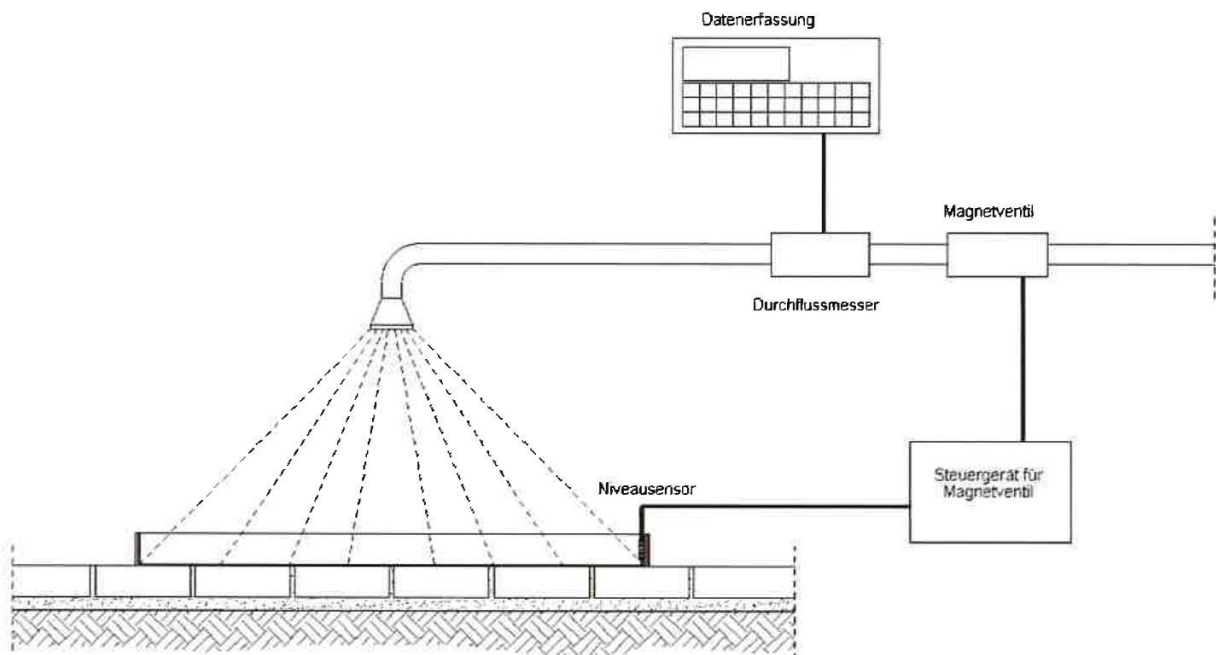 Datenerfassung
Magnetventil
Durchflussmesser
Niveausensor
Steuergerät für
Magnetventil